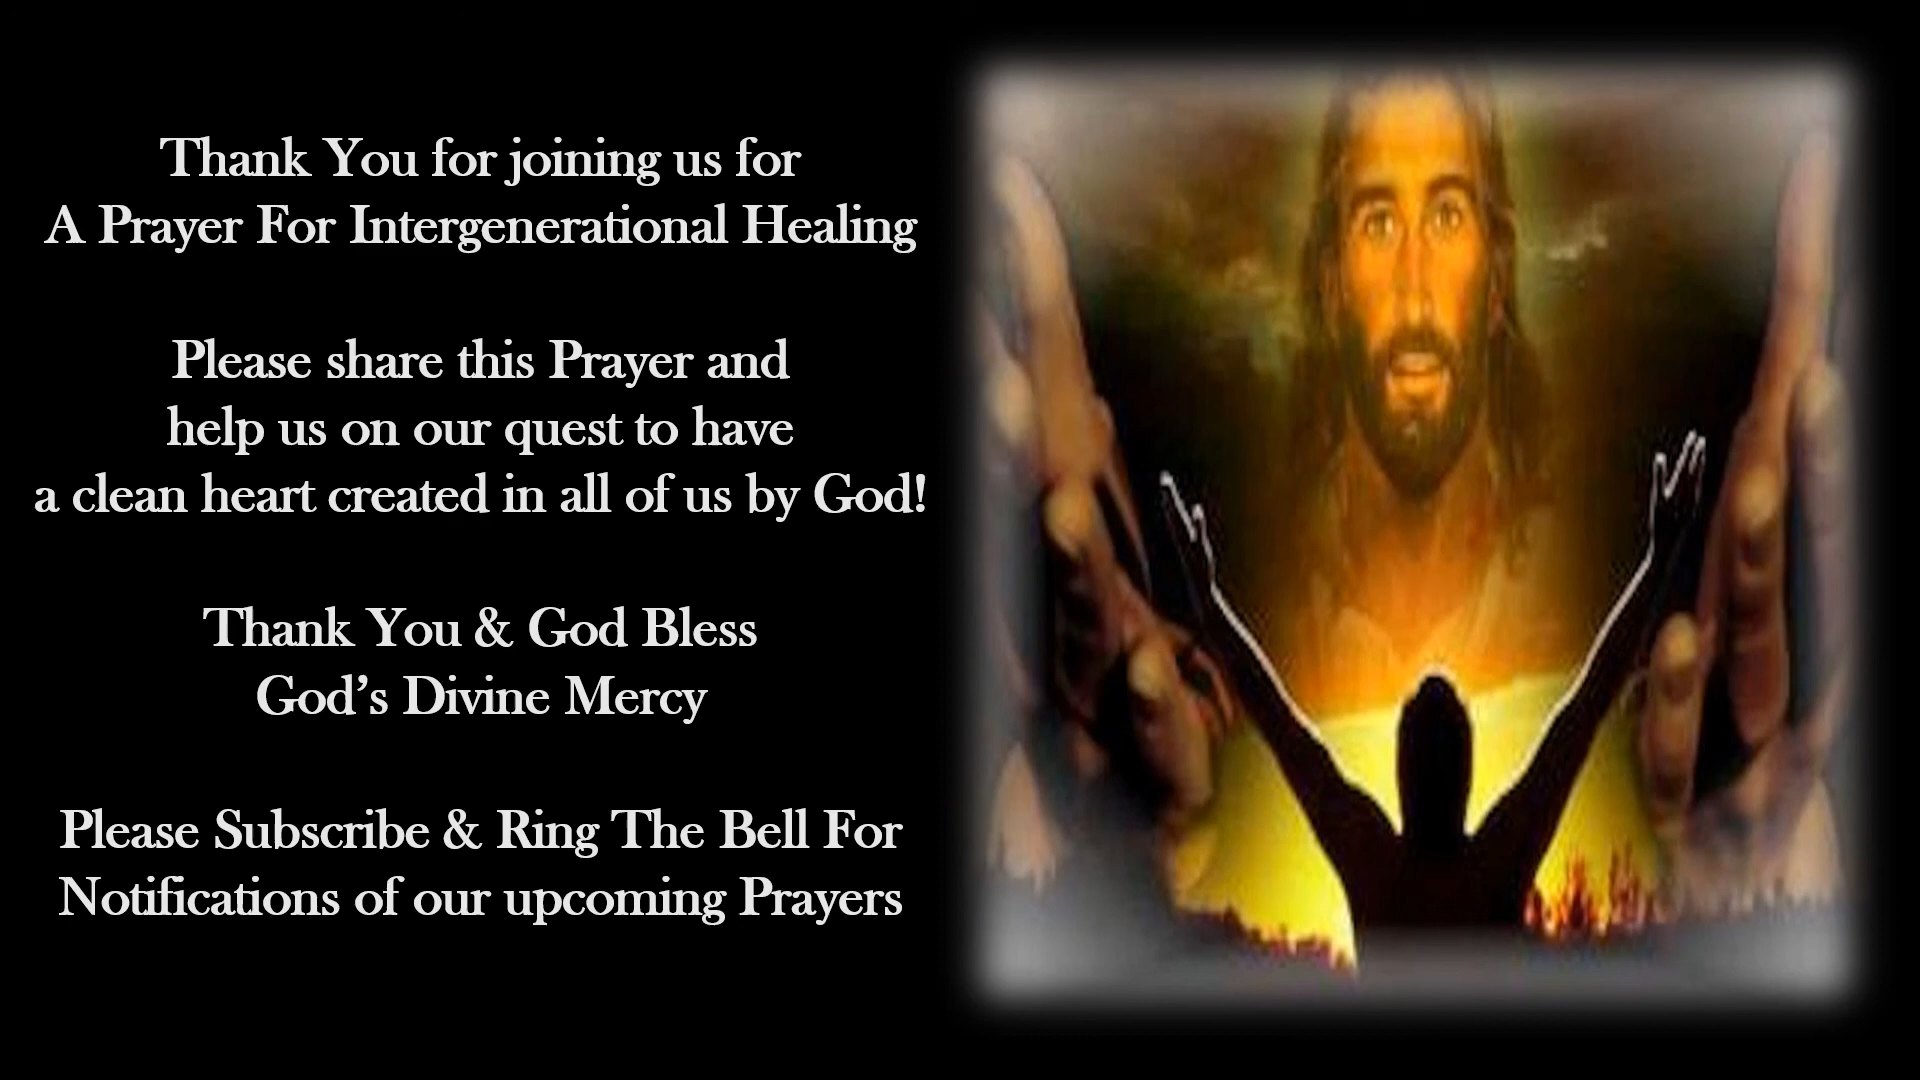 Thank You for joining us for
A Prayer For Intergenerational Healing
Please share this Prayer and
help us on our quest to have
a clean heart created in all of us by God!
Thank You & God Bless
God’s Divine Mercy
Please Subscribe & Ring The Bell For
Notifications of our upcoming Prayers